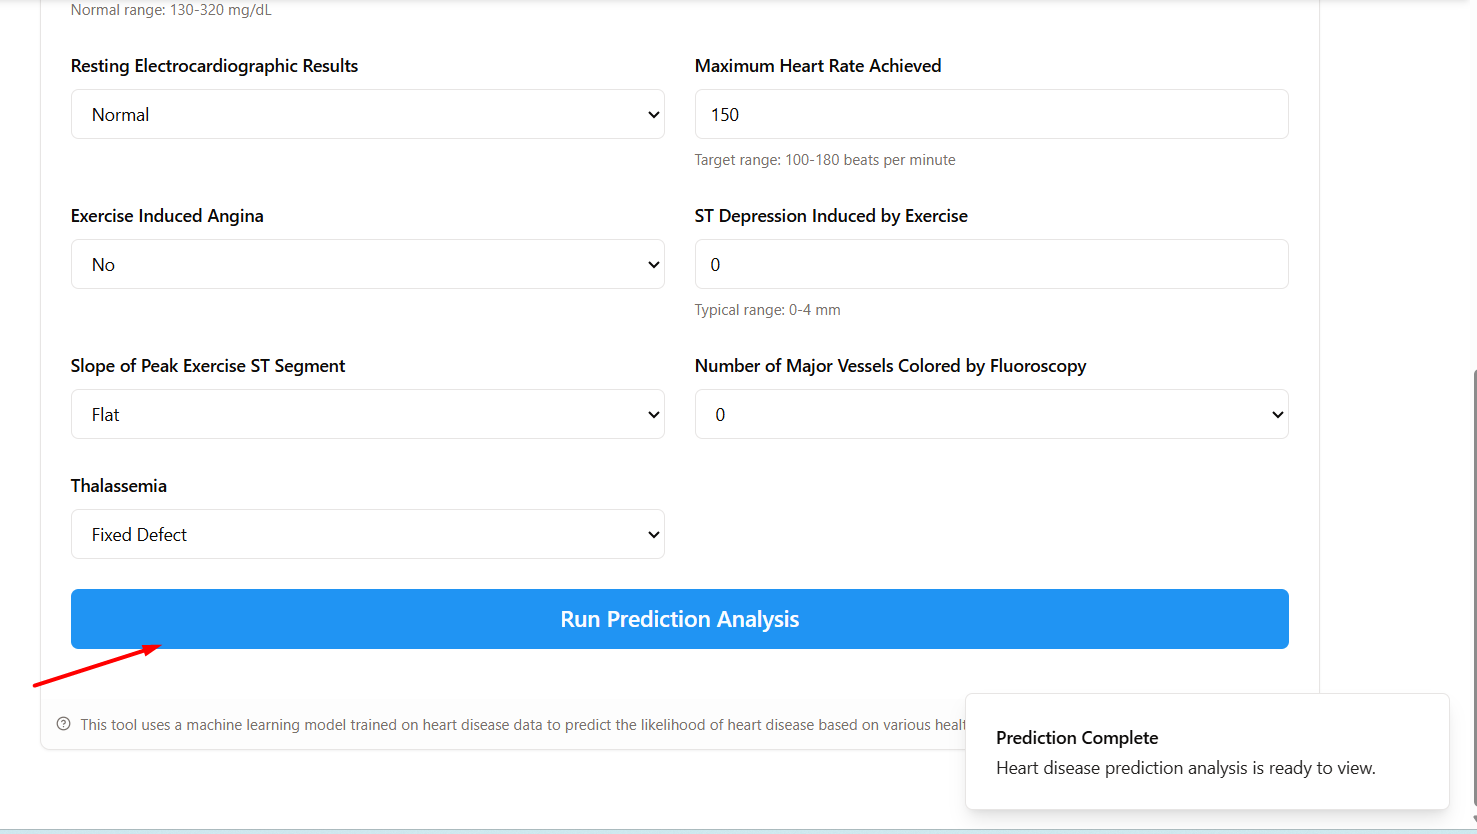 Normal range: 130-320 mg/dL
Resting Electrocardiographic Results
Normal
Maximum Heart Rate Achieved
150
Target range: 100-180 beats per minute
Exercise Induced Angina
No
ST Depression Induced by Exercise
0
Typical range: 0-4 mm
Slope of Peak Exercise ST Segment
Flat
Number of Major Vessels Colored by Fluoroscopy
0
Thalassemia
Fixed Defect
Run Prediction Analysis
This tool uses a machine learning model trained on heart disease data to predict the likelihood of heart disease based on various
Prediction Complete
Heart disease prediction analysis is ready to view.